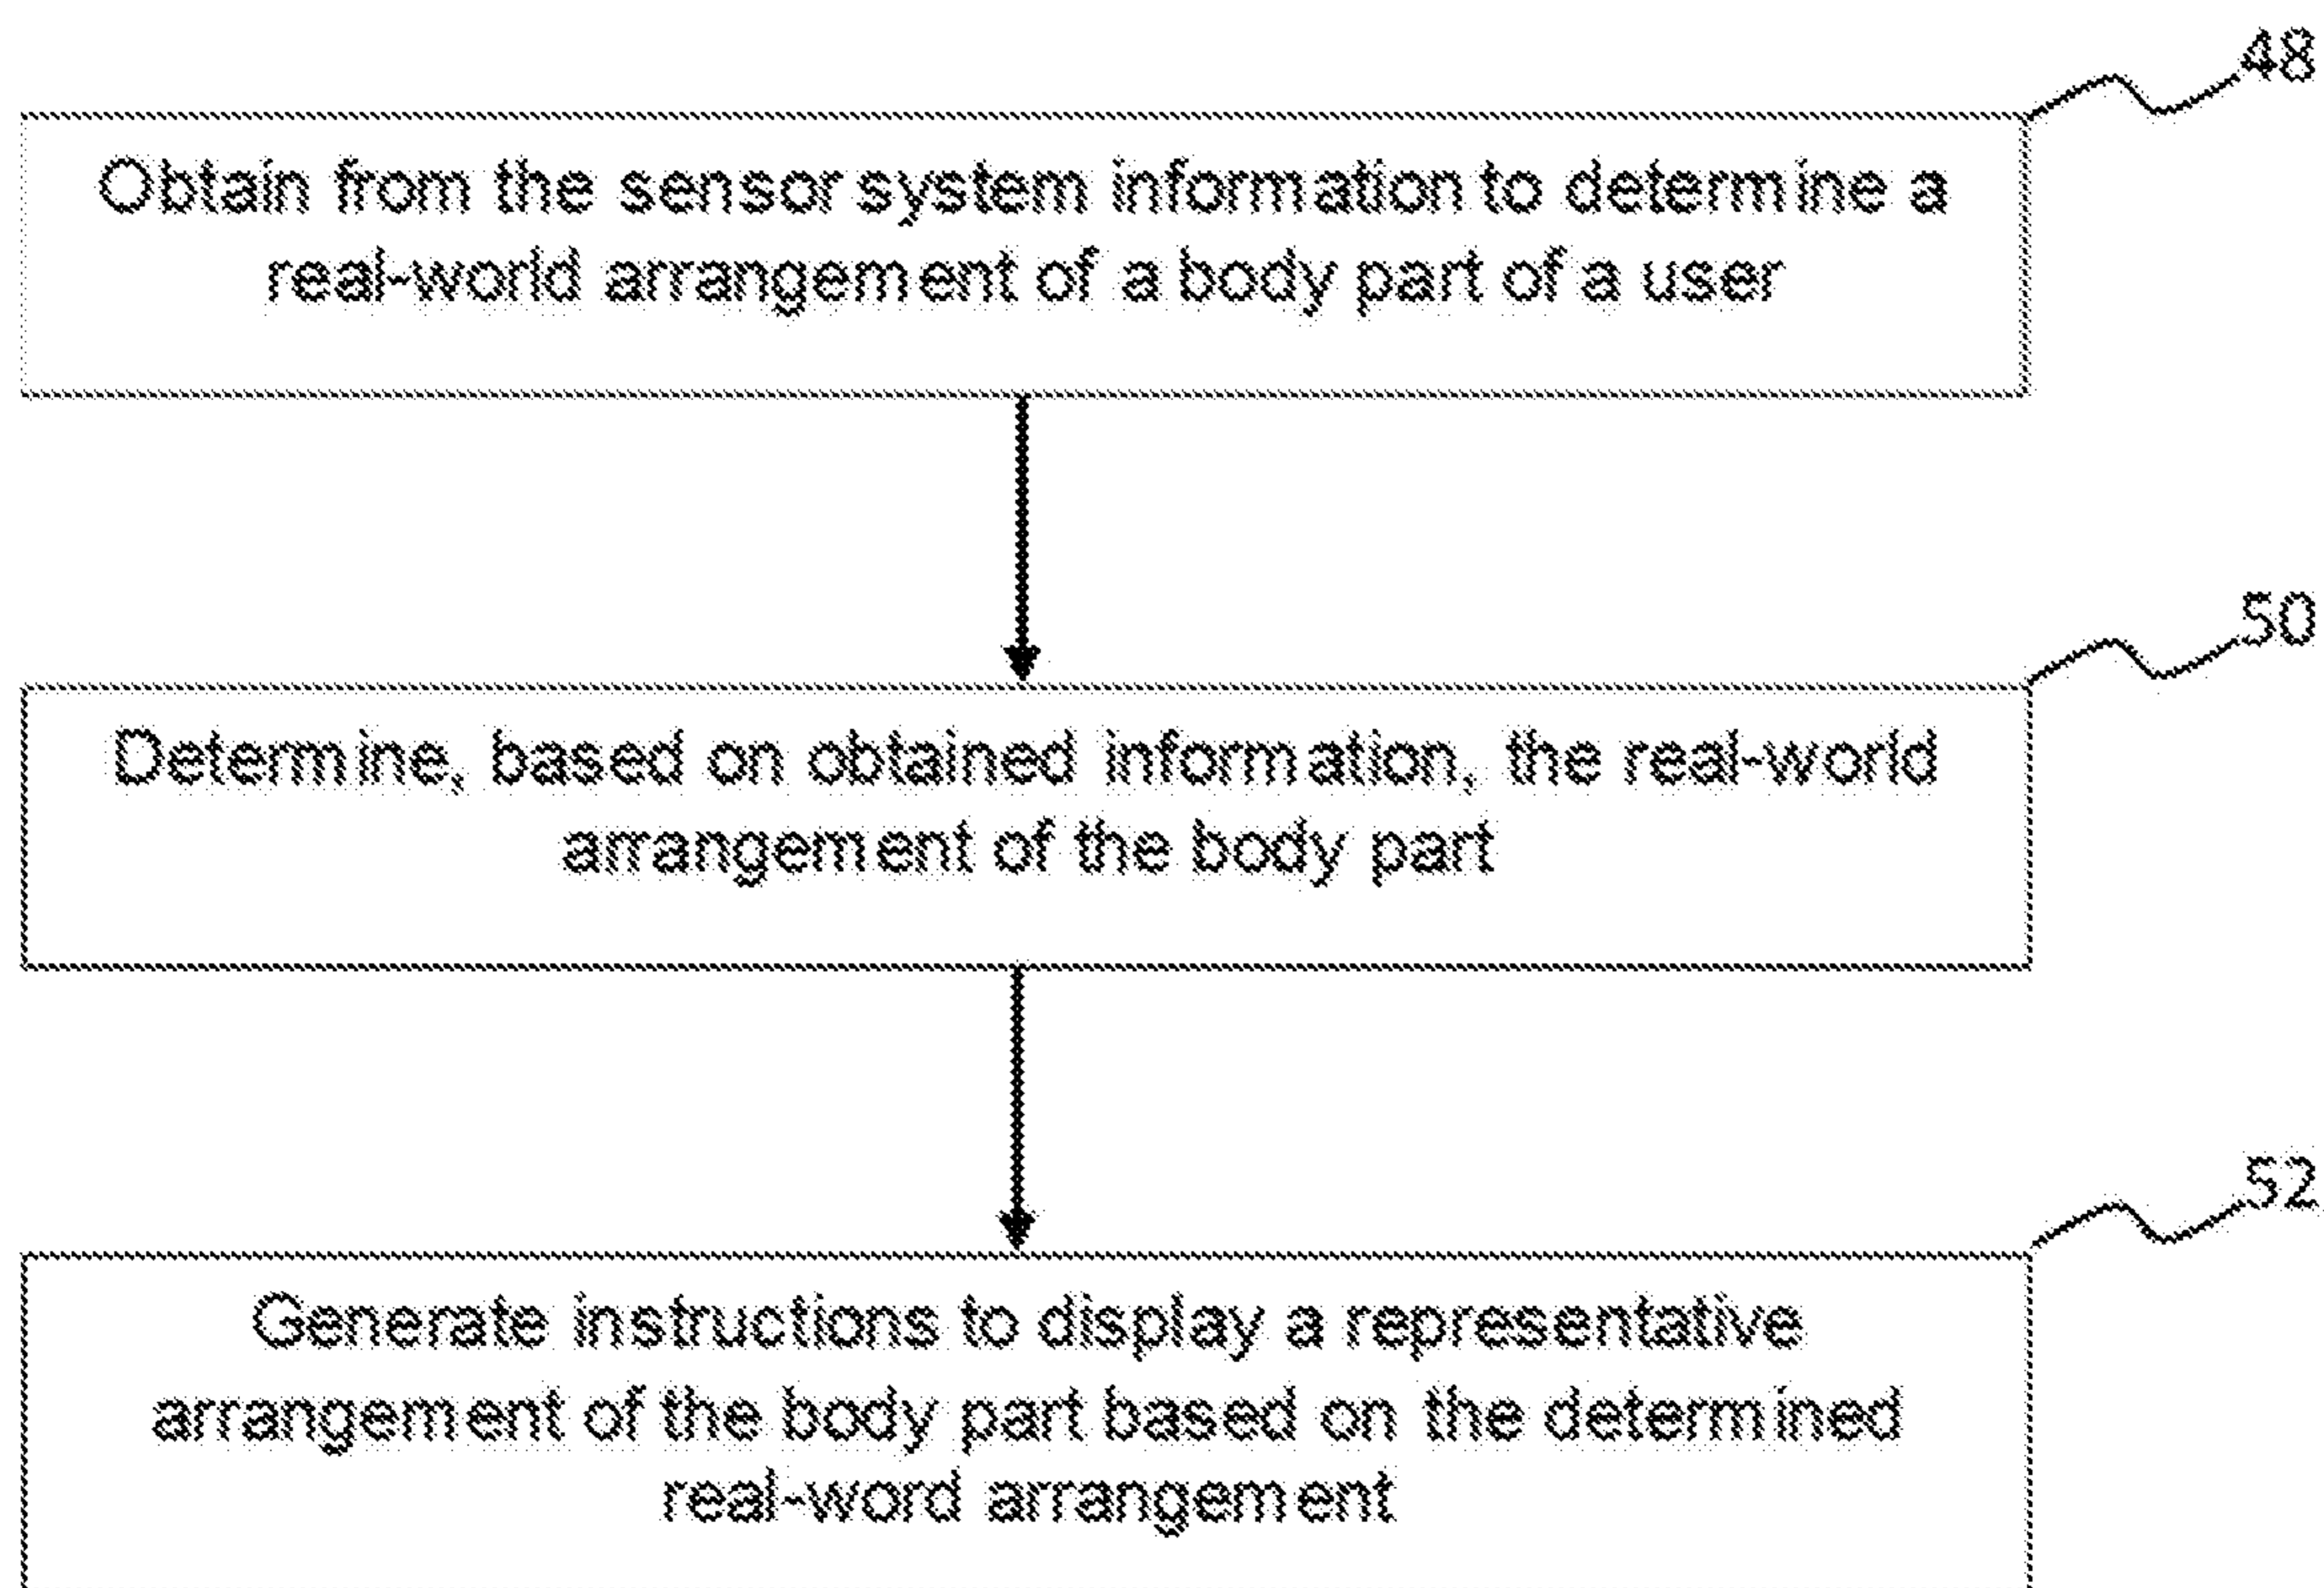 48
Obtain from the sensor system information to determine a
real-world arrangement of a body part of a user
50
Determine, based on obtained information, the real-world
arrangement of the body part
52
Generate instructions to display a representative
arrangement of the body part based on the determined
real-word arrangement